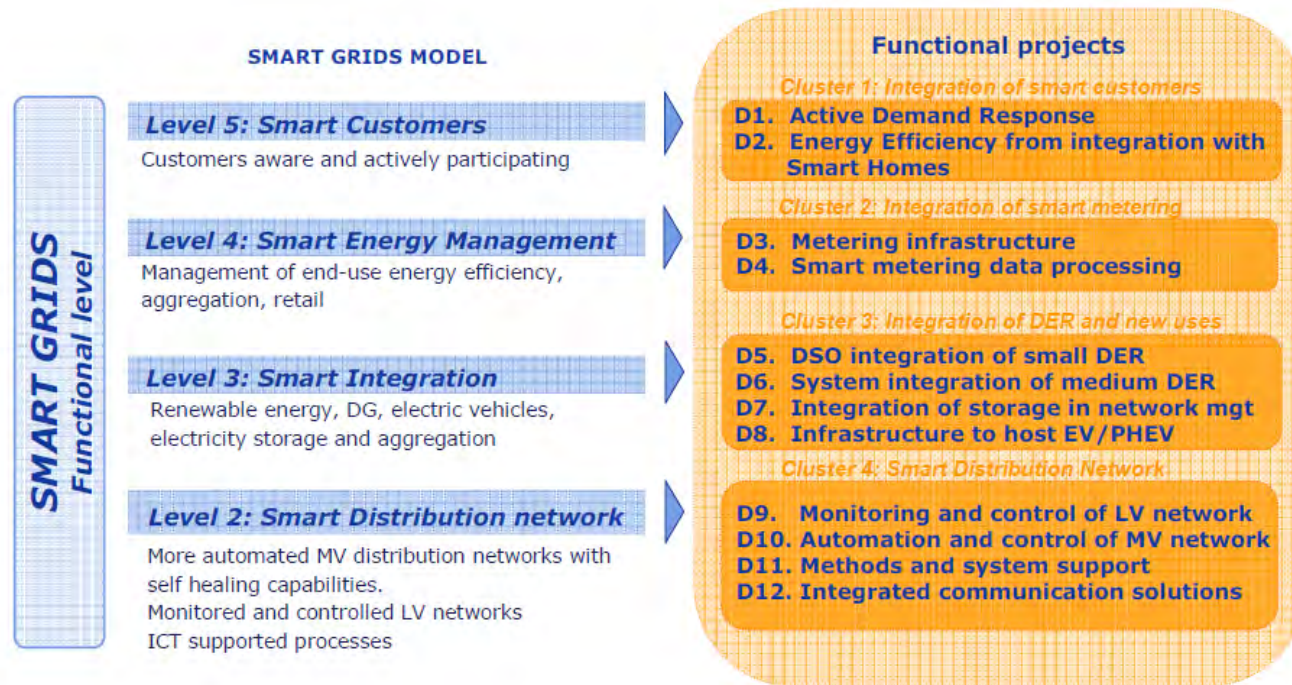 SMART GRIDS
Functional level
SMART GRIDS MODEL
Level 5: Smart Customers
Customers aware and actively participating
Level 4: Smart Energy Management
Management of end-use energy efficiency,
aggregation, retail
Level 3: Smart Integration
Renewable energy, DG, electric vehicles,
electricity storage and aggregation
Level 2: Smart Distribution network
More automated MV distribution networks with
self healing capabilities.
Monitored and controlled LV networks
ICT supported processes
Functional projects
Cluster 1: Integration of smart customers
D1. Active Demand Response
D2. Energy Efficiency from integration with
Smart Homes
Cluster 2: Integration of smart metering
D3. Metering infrastructure
D4. Smart metering data processing
Cluster 3: Integration of DER and new uses
D5. DSO integration of small DER
D6. System integration of medium DER
D7. Integration of storage in network mgt
D8. Infrastructure to host EV/PHEV
Cluster 4: Smart Distribution Network
D9. Monitoring and control of LV network
D10. Automation and control of MV network
D11. Methods and system support
D12. Integrated communication solutions